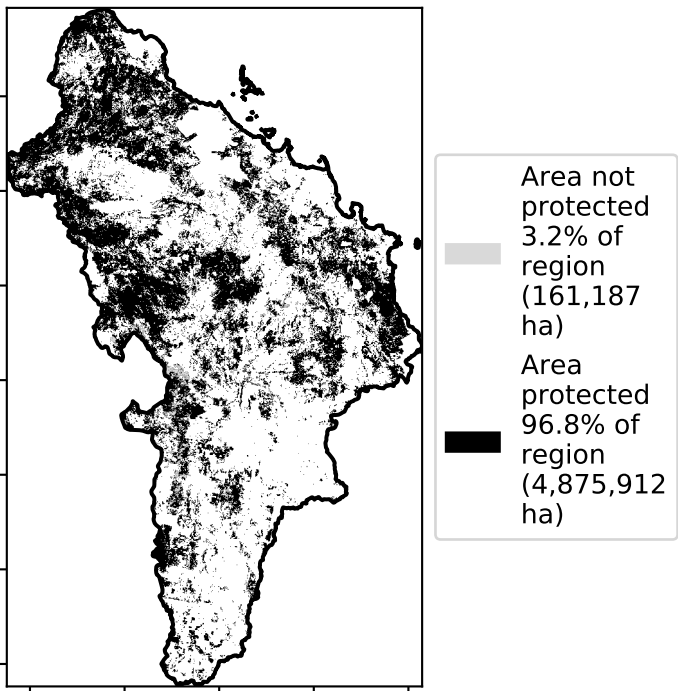 Area not
protected
3.2% of
region
(161,187
ha)
Area
protected
96.8% of
region
(4,875,912
ha)